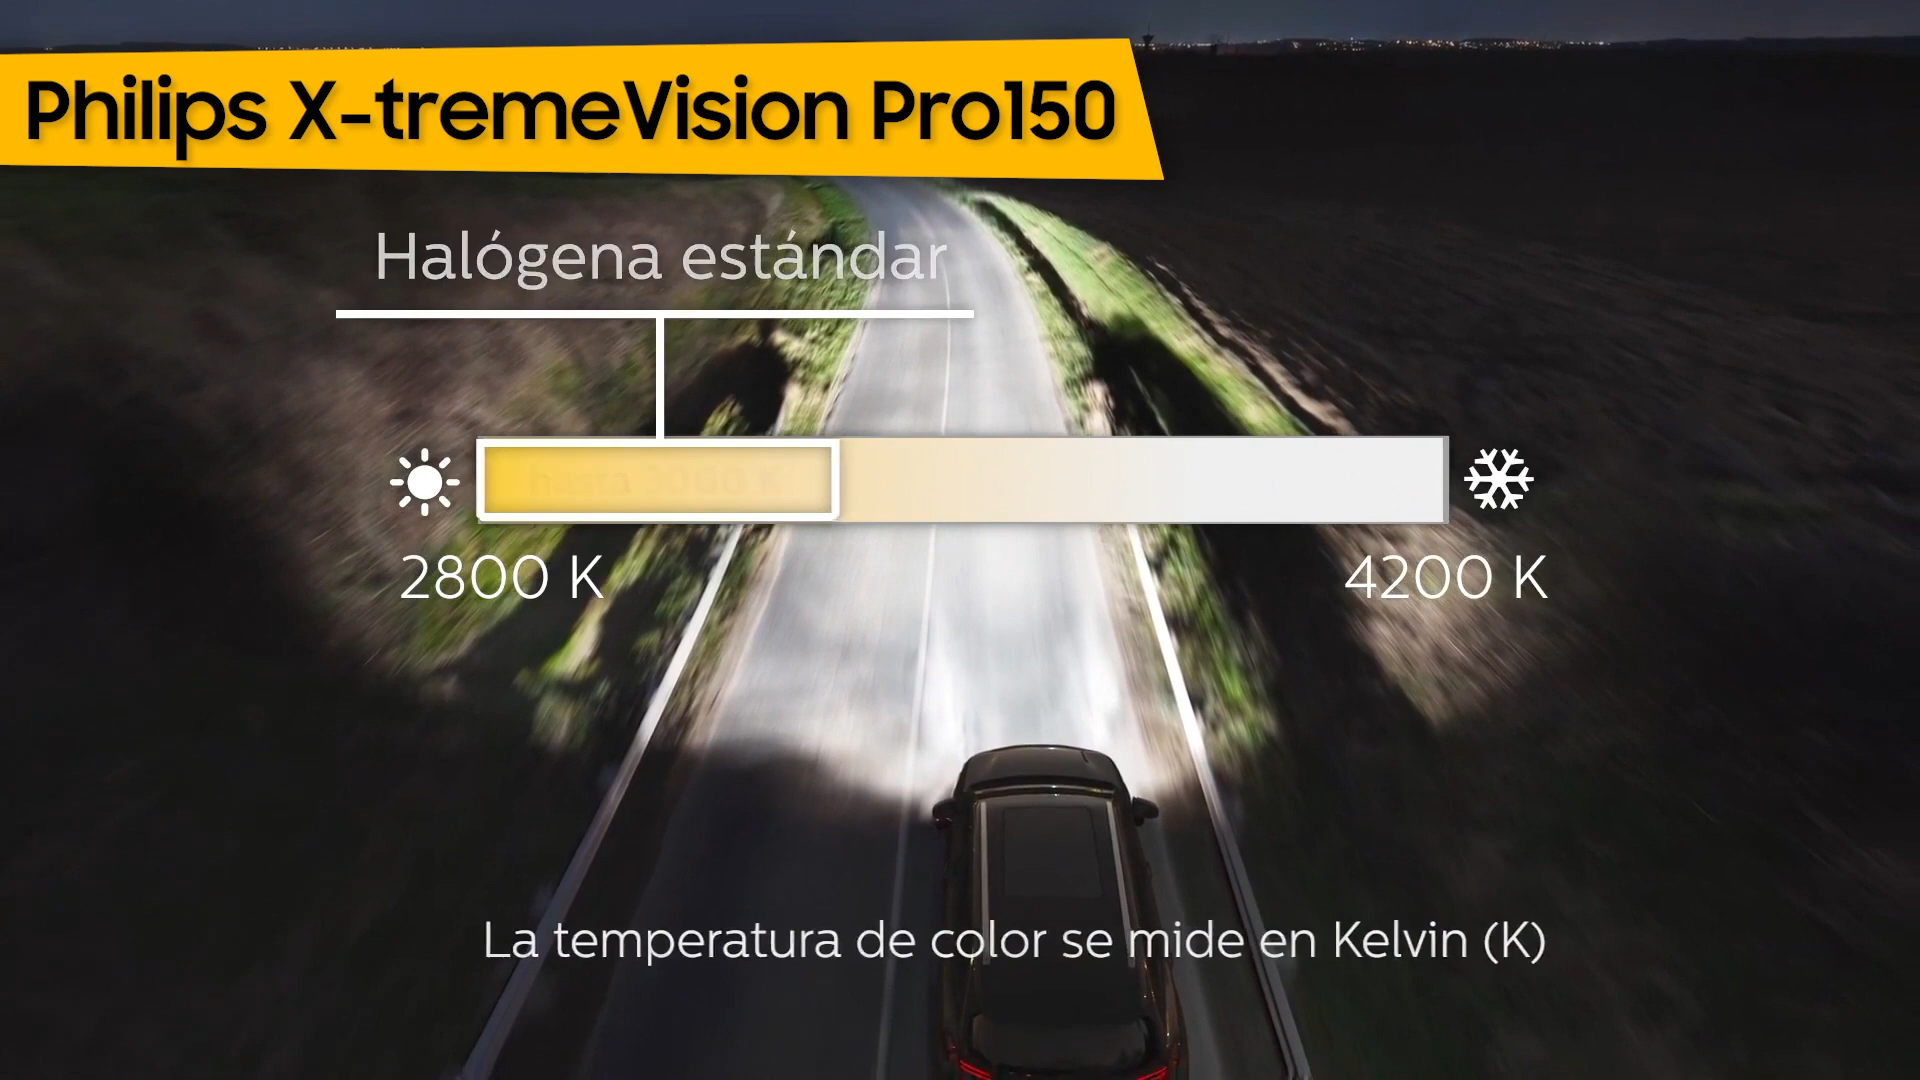 Philips X-tremeVision Pro150
Halógena estándar
2800 K
4200 K
La temperatura de color se mide en Kelvin (K)